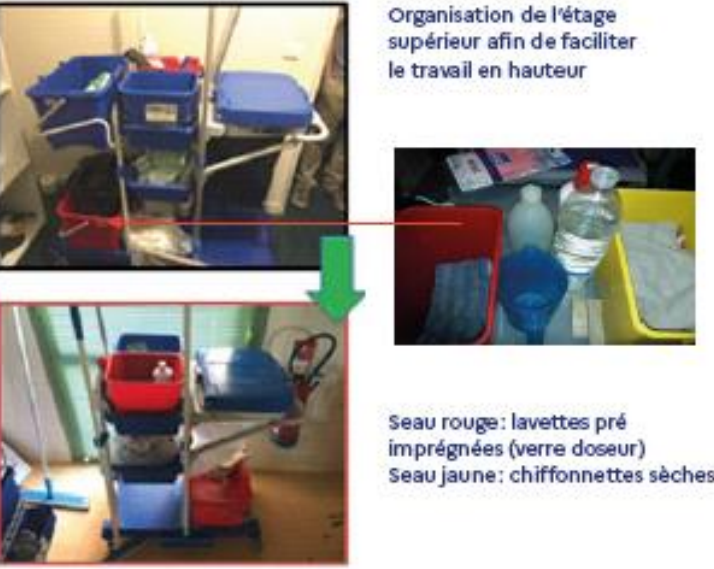 Organisation de l'étage
supérieur afin de faciliter
le travail en hauteur
Seau rouge: lavettes pré
imprégnées (verre doseur)
Seau jaune: chiffonnettes sèches